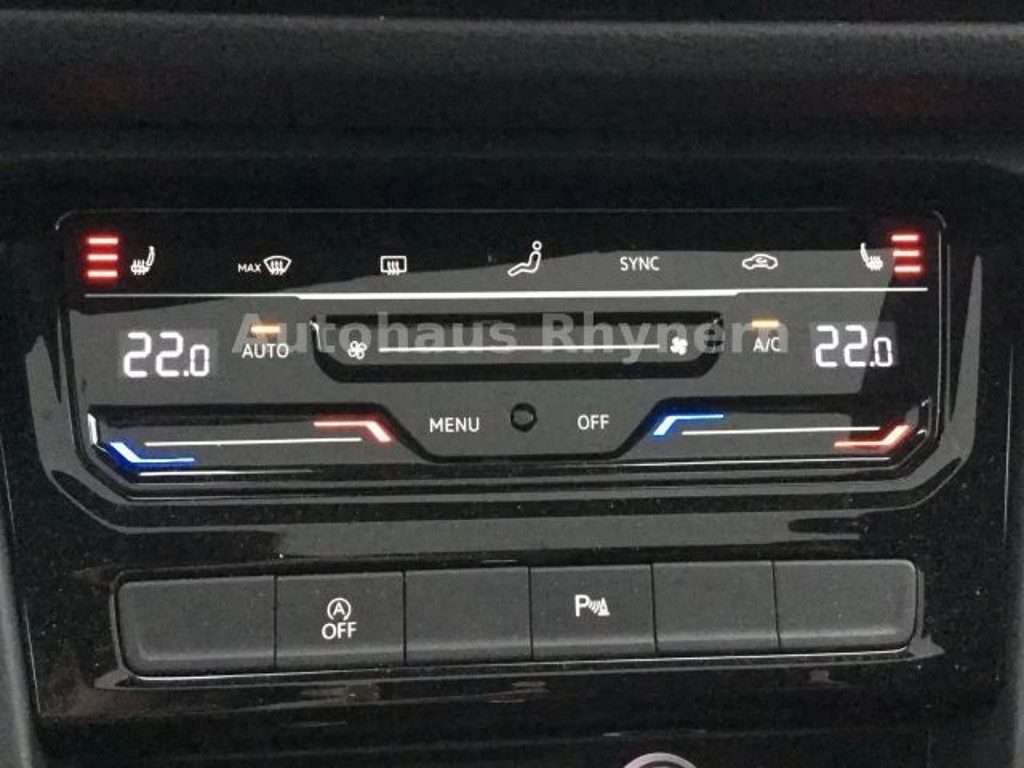 MAX SYNC
Autohaus Rhynern
22.0 AUTO A/C 22.0
MENU OFF
A P
OFF